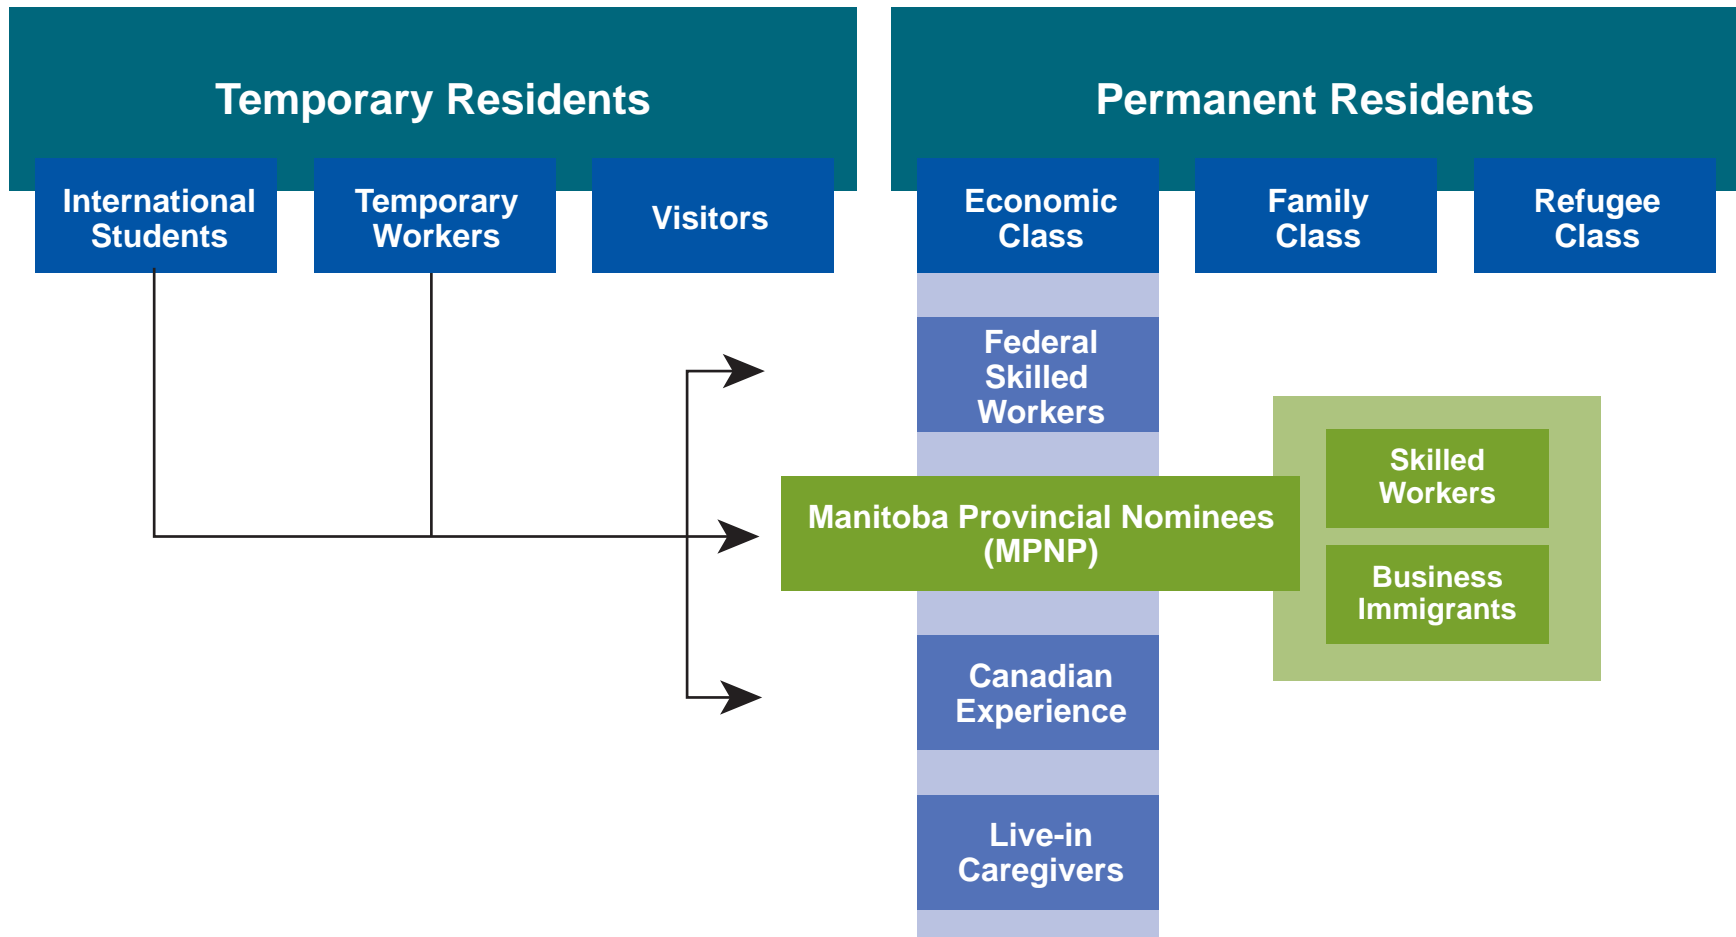 Temporary Residents
Permanent Residents
International
Students
Temporary
Workers
Visitors
Economic
Class
Family
Class
Refugee
Class
Federal
Skilled
Workers
Manitoba Provincial Nominees
(MPNP)
Skilled
Workers
Business
Immigrants
Canadian
Experience
Live-in
Caregivers